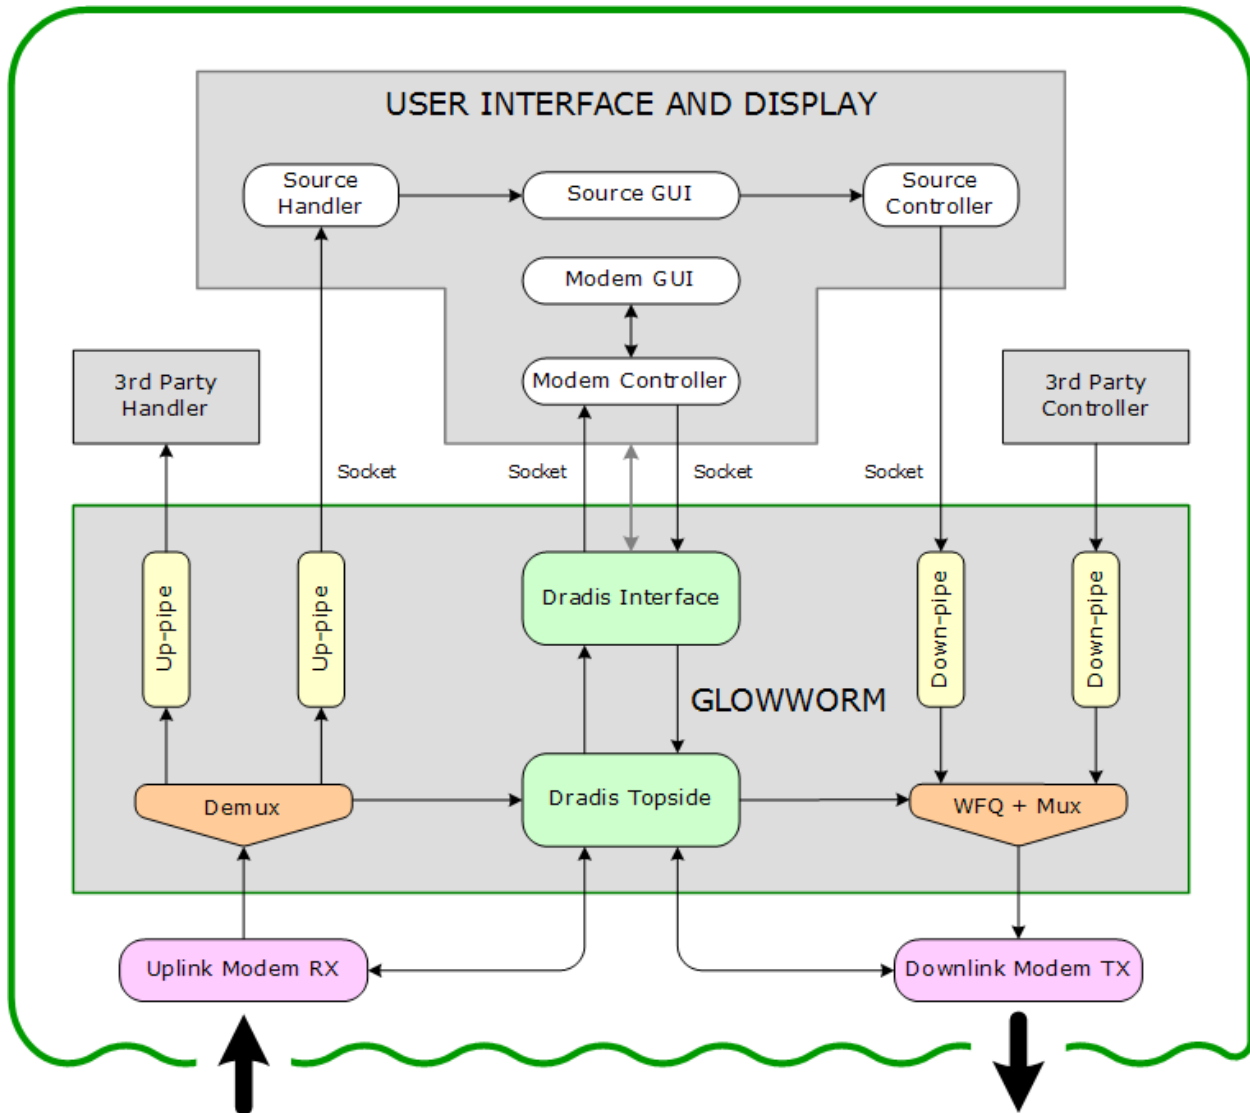 USER INTERFACE AND DISPLAY
Source
Handler
Source GUI
Source
Controller
Modem GUI
Modem Controller
3rd Party
Handler
3rd Party
Controller
Socket
Socket
Socket
Socket
Up-pipe
Up-pipe
Dradis Interface
Down-pipe
Down-pipe
GLOWWORM
Demux
Dradis Topside
WFQ + Mux
Uplink Modem RX
Downlink Modem TX